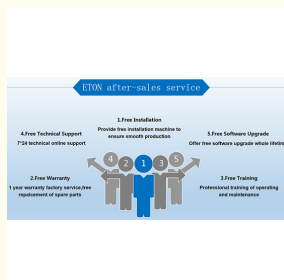 ETON after-sales service
1.Free Installation
Provide free installation machine to
ensure smooth production
4.Free Technical Support
7*24 technical online support
5.Free Software Upgrade
Offer free software upgrade whole lifetime
4
2
1
3
5
2.Free Warranty
1 year warranty factory service,free
repalcement of spare parts
3.Free Training
Professional training of operating
and maintenance